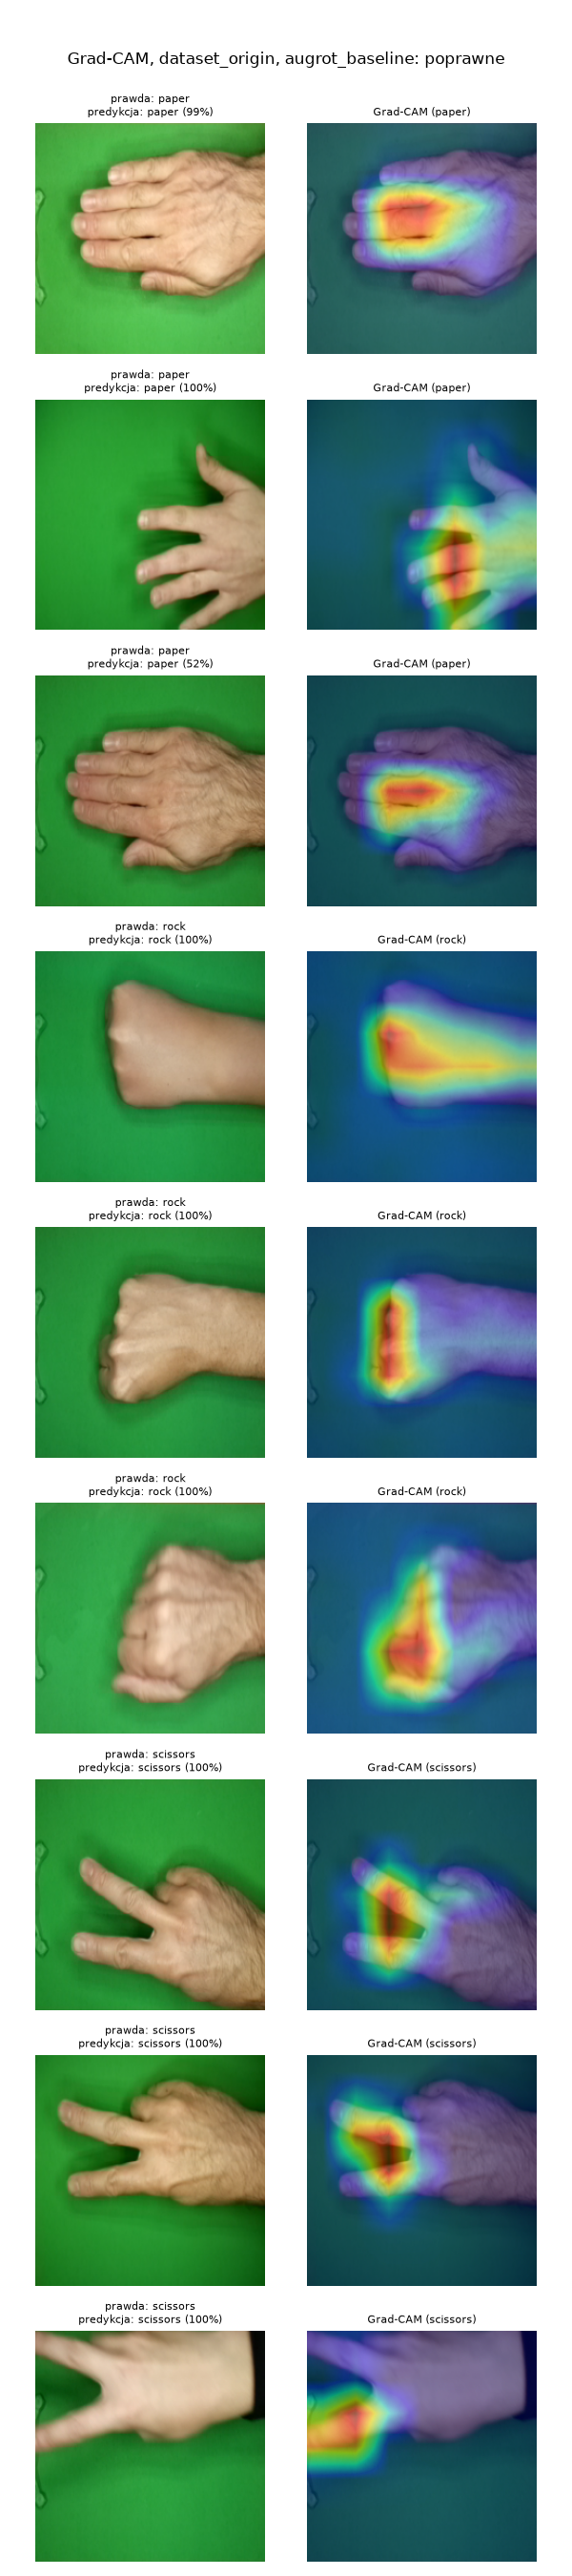 Grad-CAM, dataset_origin, augrot_baseline: poprawne
prawda: paper
predykcja: paper (99%)
Grad-CAM (paper)
prawda: paper
predykcja: paper (100%)
Grad-CAM (paper)
prawda: paper
predykcja: paper (52%)
Grad-CAM (paper)
prawda: rock
predykcja: rock (100%)
Grad-CAM (rock)
prawda: rock
predykcja: rock (100%)
Grad-CAM (rock)
prawda: rock
predykcja: rock (100%)
Grad-CAM (rock)
prawda: scissors
predykcja: scissors (100%)
Grad-CAM (scissors)
prawda: scissors
predykcja: scissors (100%)
Grad-CAM (scissors)
prawda: scissors
predykcja: scissors (100%)
Grad-CAM (scissors)